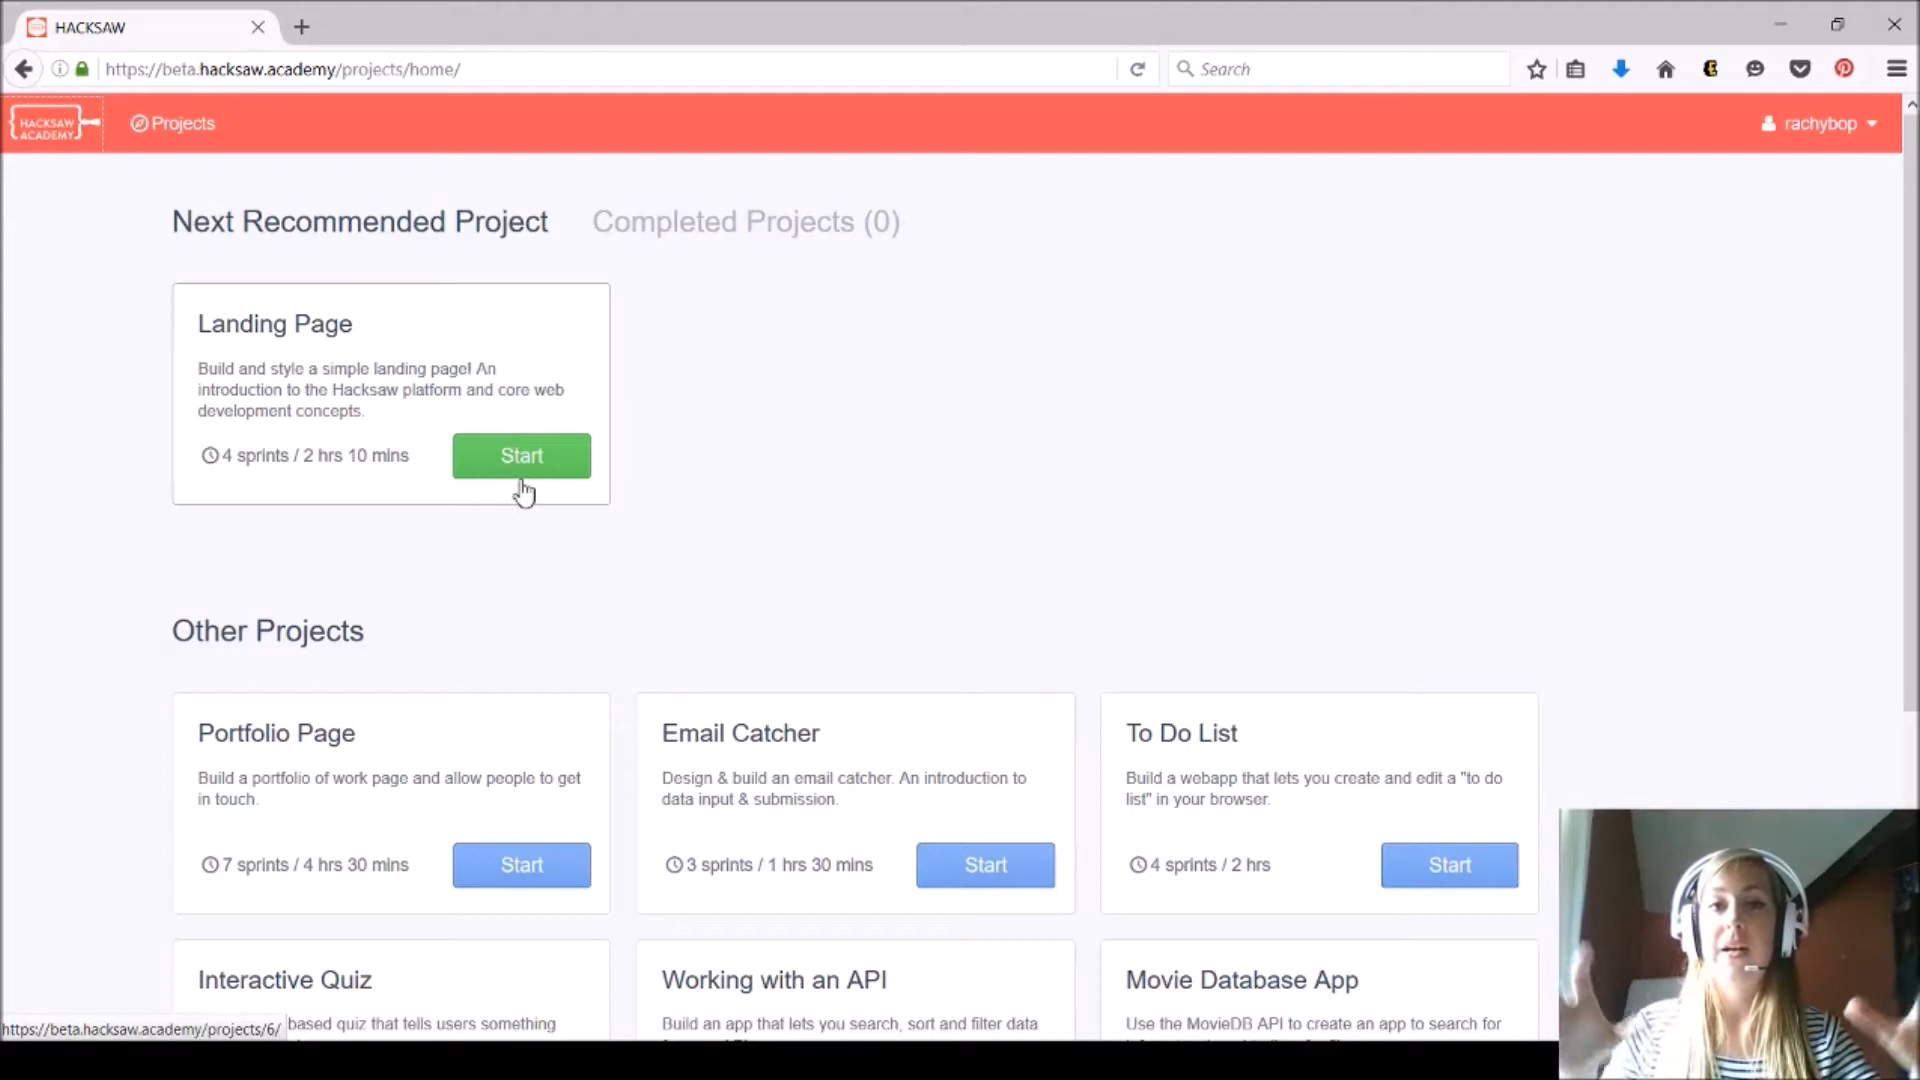 HACKSAW
https://beta.hacksaw.academy/projects/home/
Search
HACKSAW
ACADEMY
Projects
rachybop
Next Recommended Project
Completed Projects (0)
Landing Page
Build and style a simple landing page! An
introduction to the Hacksaw platform and core web
development concepts.
4 sprints / 2 hrs 10 mins
Start
Other Projects
Portfolio Page
Build a portfolio of work page and allow people to get
in touch.
7 sprints / 4 hrs 30 mins
Start
Email Catcher
Design & build an email catcher. An introduction to
data input & submission.
3 sprints / 1 hrs 30 mins
Start
To Do List
Build a webapp that lets you create and edit a "to do
list" in your browser.
4 sprints / 2 hrs
Start
Interactive Quiz
based quiz that tells users something
Working with an API
Build an app that lets you search, sort and filter data
Movie Database App
Use the MovieDB API to create an app to search for
https://beta.hacksaw.academy/projects/6/